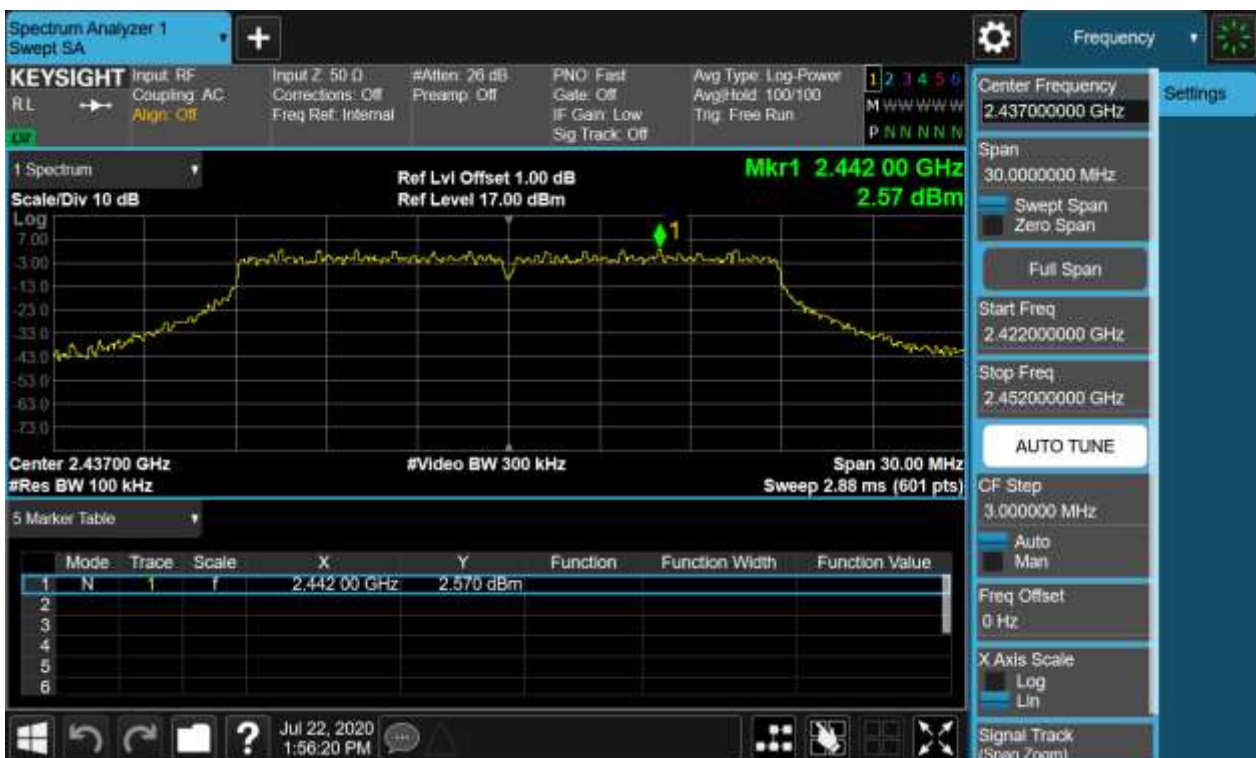 Spectrum Analyzer 1
Swept SA
+
Frequency
KEYSIGHT
RL
Input: RF
Coupling: AC
Align: Off
Input Z: 50 Ω
Corrections: Off
Freq Ref: Internal
#Atten: 26 dB
Preamp: Off
PNO: Fast
Gate: Off
IF Gain: Low
Sig Track: Off
Avg Type: Log-Power
Avg|Hold: 100/100
Trig: Free Run
1 2 3 4 5 6
M W W W W W
P N N N N N
1 Spectrum
Scale/Div 10 dB
Ref Lvl Offset 1.00 dB
Ref Level 17.00 dBm
Mkr1 2.442 00 GHz
2.57 dBm
Log
7.00
-3.00
-13.0
-23.0
-33.0
-43.0
-53.0
-63.0
-73.0
1
Center 2.43700 GHz
#Res BW 100 kHz
#Video BW 300 kHz
Span 30.00 MHz
Sweep 2.88 ms (601 pts)
5 Marker Table
Mode Trace Scale X Y Function Function Width Function Value
1 N 1 f 2.442 00 GHz 2.570 dBm
2
3
4
5
6
?
Jul 22, 2020
1:56:20 PM
Settings
Center Frequency
2.437000000 GHz
Span
30.0000000 MHz
Swept Span
Zero Span
Full Span
Start Freq
2.422000000 GHz
Stop Freq
2.452000000 GHz
AUTO TUNE
CF Step
3.000000 MHz
Auto
Man
Freq Offset
0 Hz
X Axis Scale
Log
Lin
Signal Track
(Span Zoom)